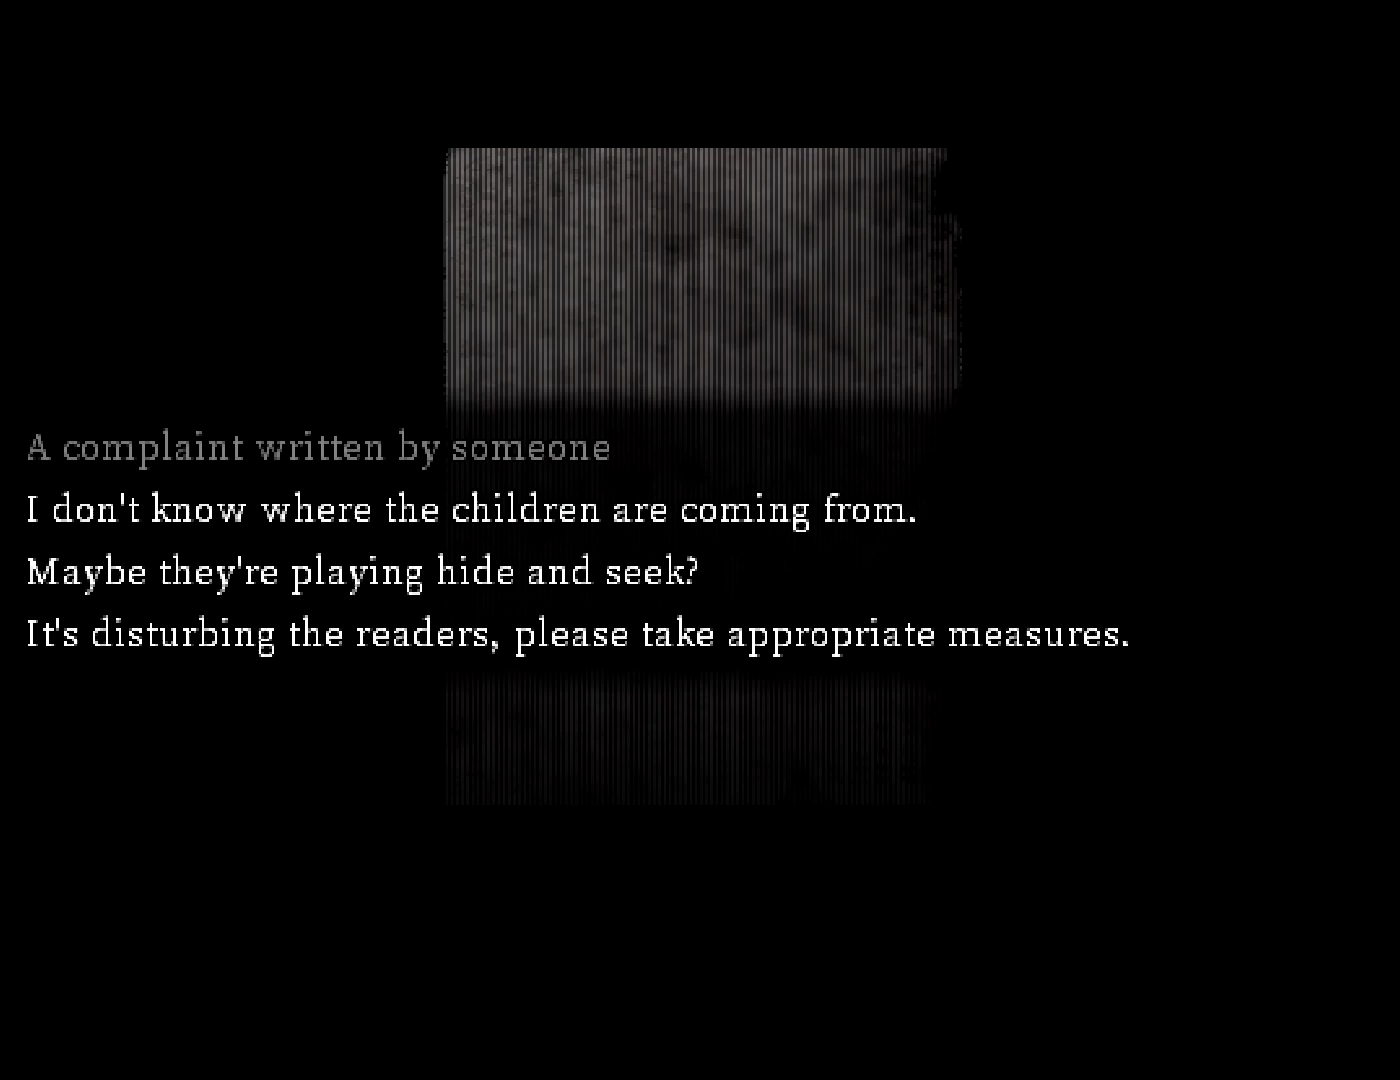 A complaint written by someone
I don't know where the children are coming from.
Maybe they're playing hide and seek?
It's disturbing the readers, please take appropriate measures.